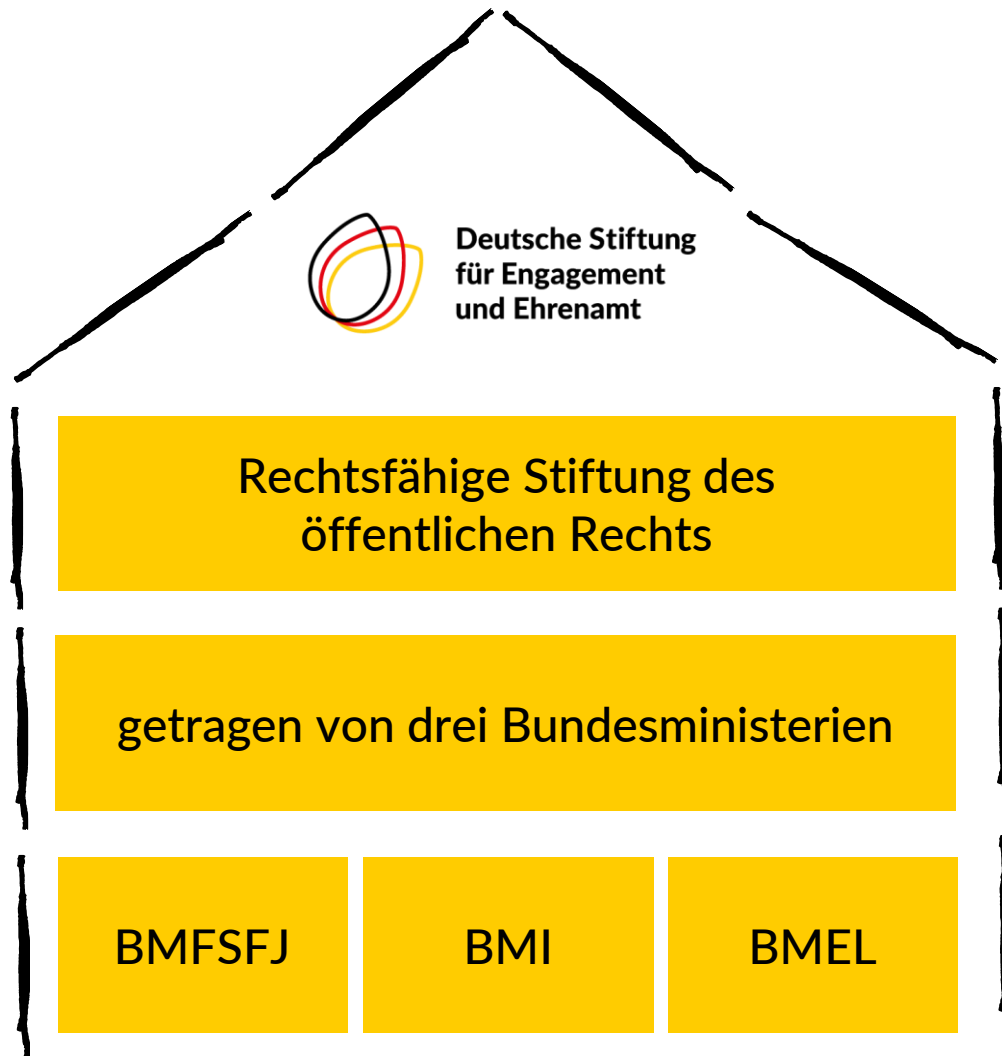 Deutsche Stiftung
für Engagement
und Ehrenamt
Rechtsfähige Stiftung des
öffentlichen Rechts
getragen von drei Bundesministerien
BMFSFJ
BMI
BMEL